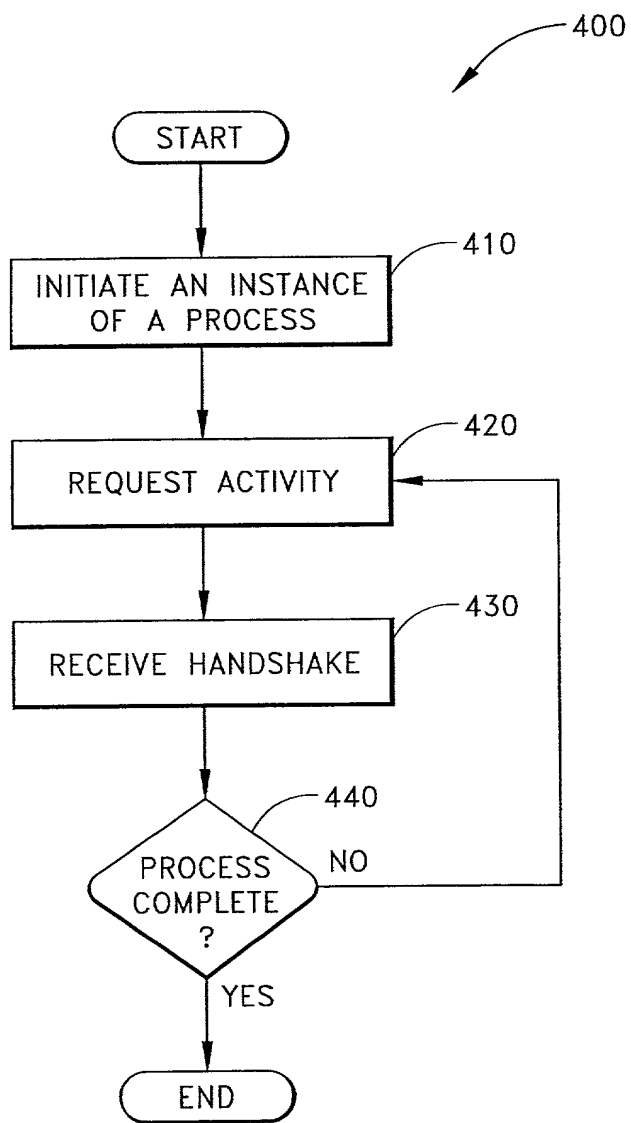 400
START
410
INITIATE AN INSTANCE
OF A PROCESS
420
REQUEST ACTIVITY
430
RECEIVE HANDSHAKE
440
PROCESS
COMPLETE
?
NO
YES
END